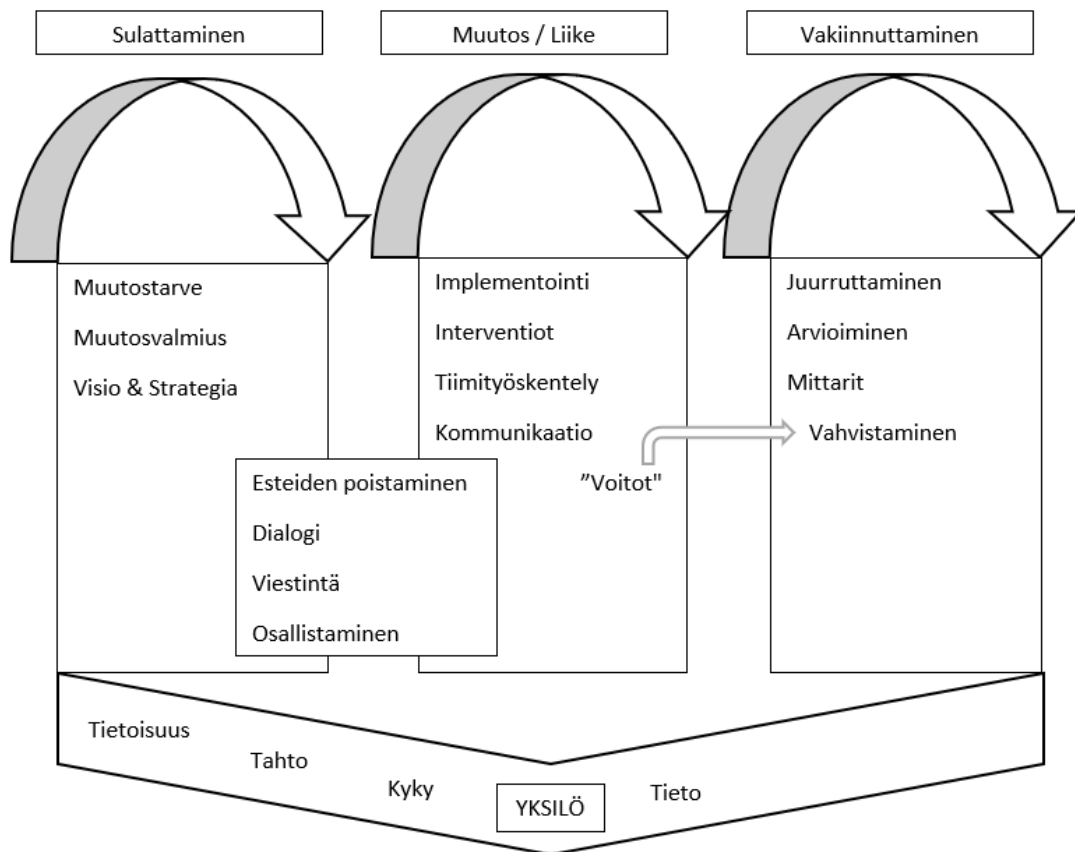 Sulattaminen
Muutos / Liike
Vakiinnuttaminen
Muutostarve
Muutosvalmius
Visio & Strategia
Implementointi
Interventiot
Tiimityöskentely
Kommunikaatio
”Voitot"
Juurruttaminen
Arvioiminen
Mittarit
Vahvistaminen
Esteiden poistaminen
Dialogi
Viestintä
Osallistaminen
Tietoisuus
Tahto
Kyky
YKSILÖ
Tieto